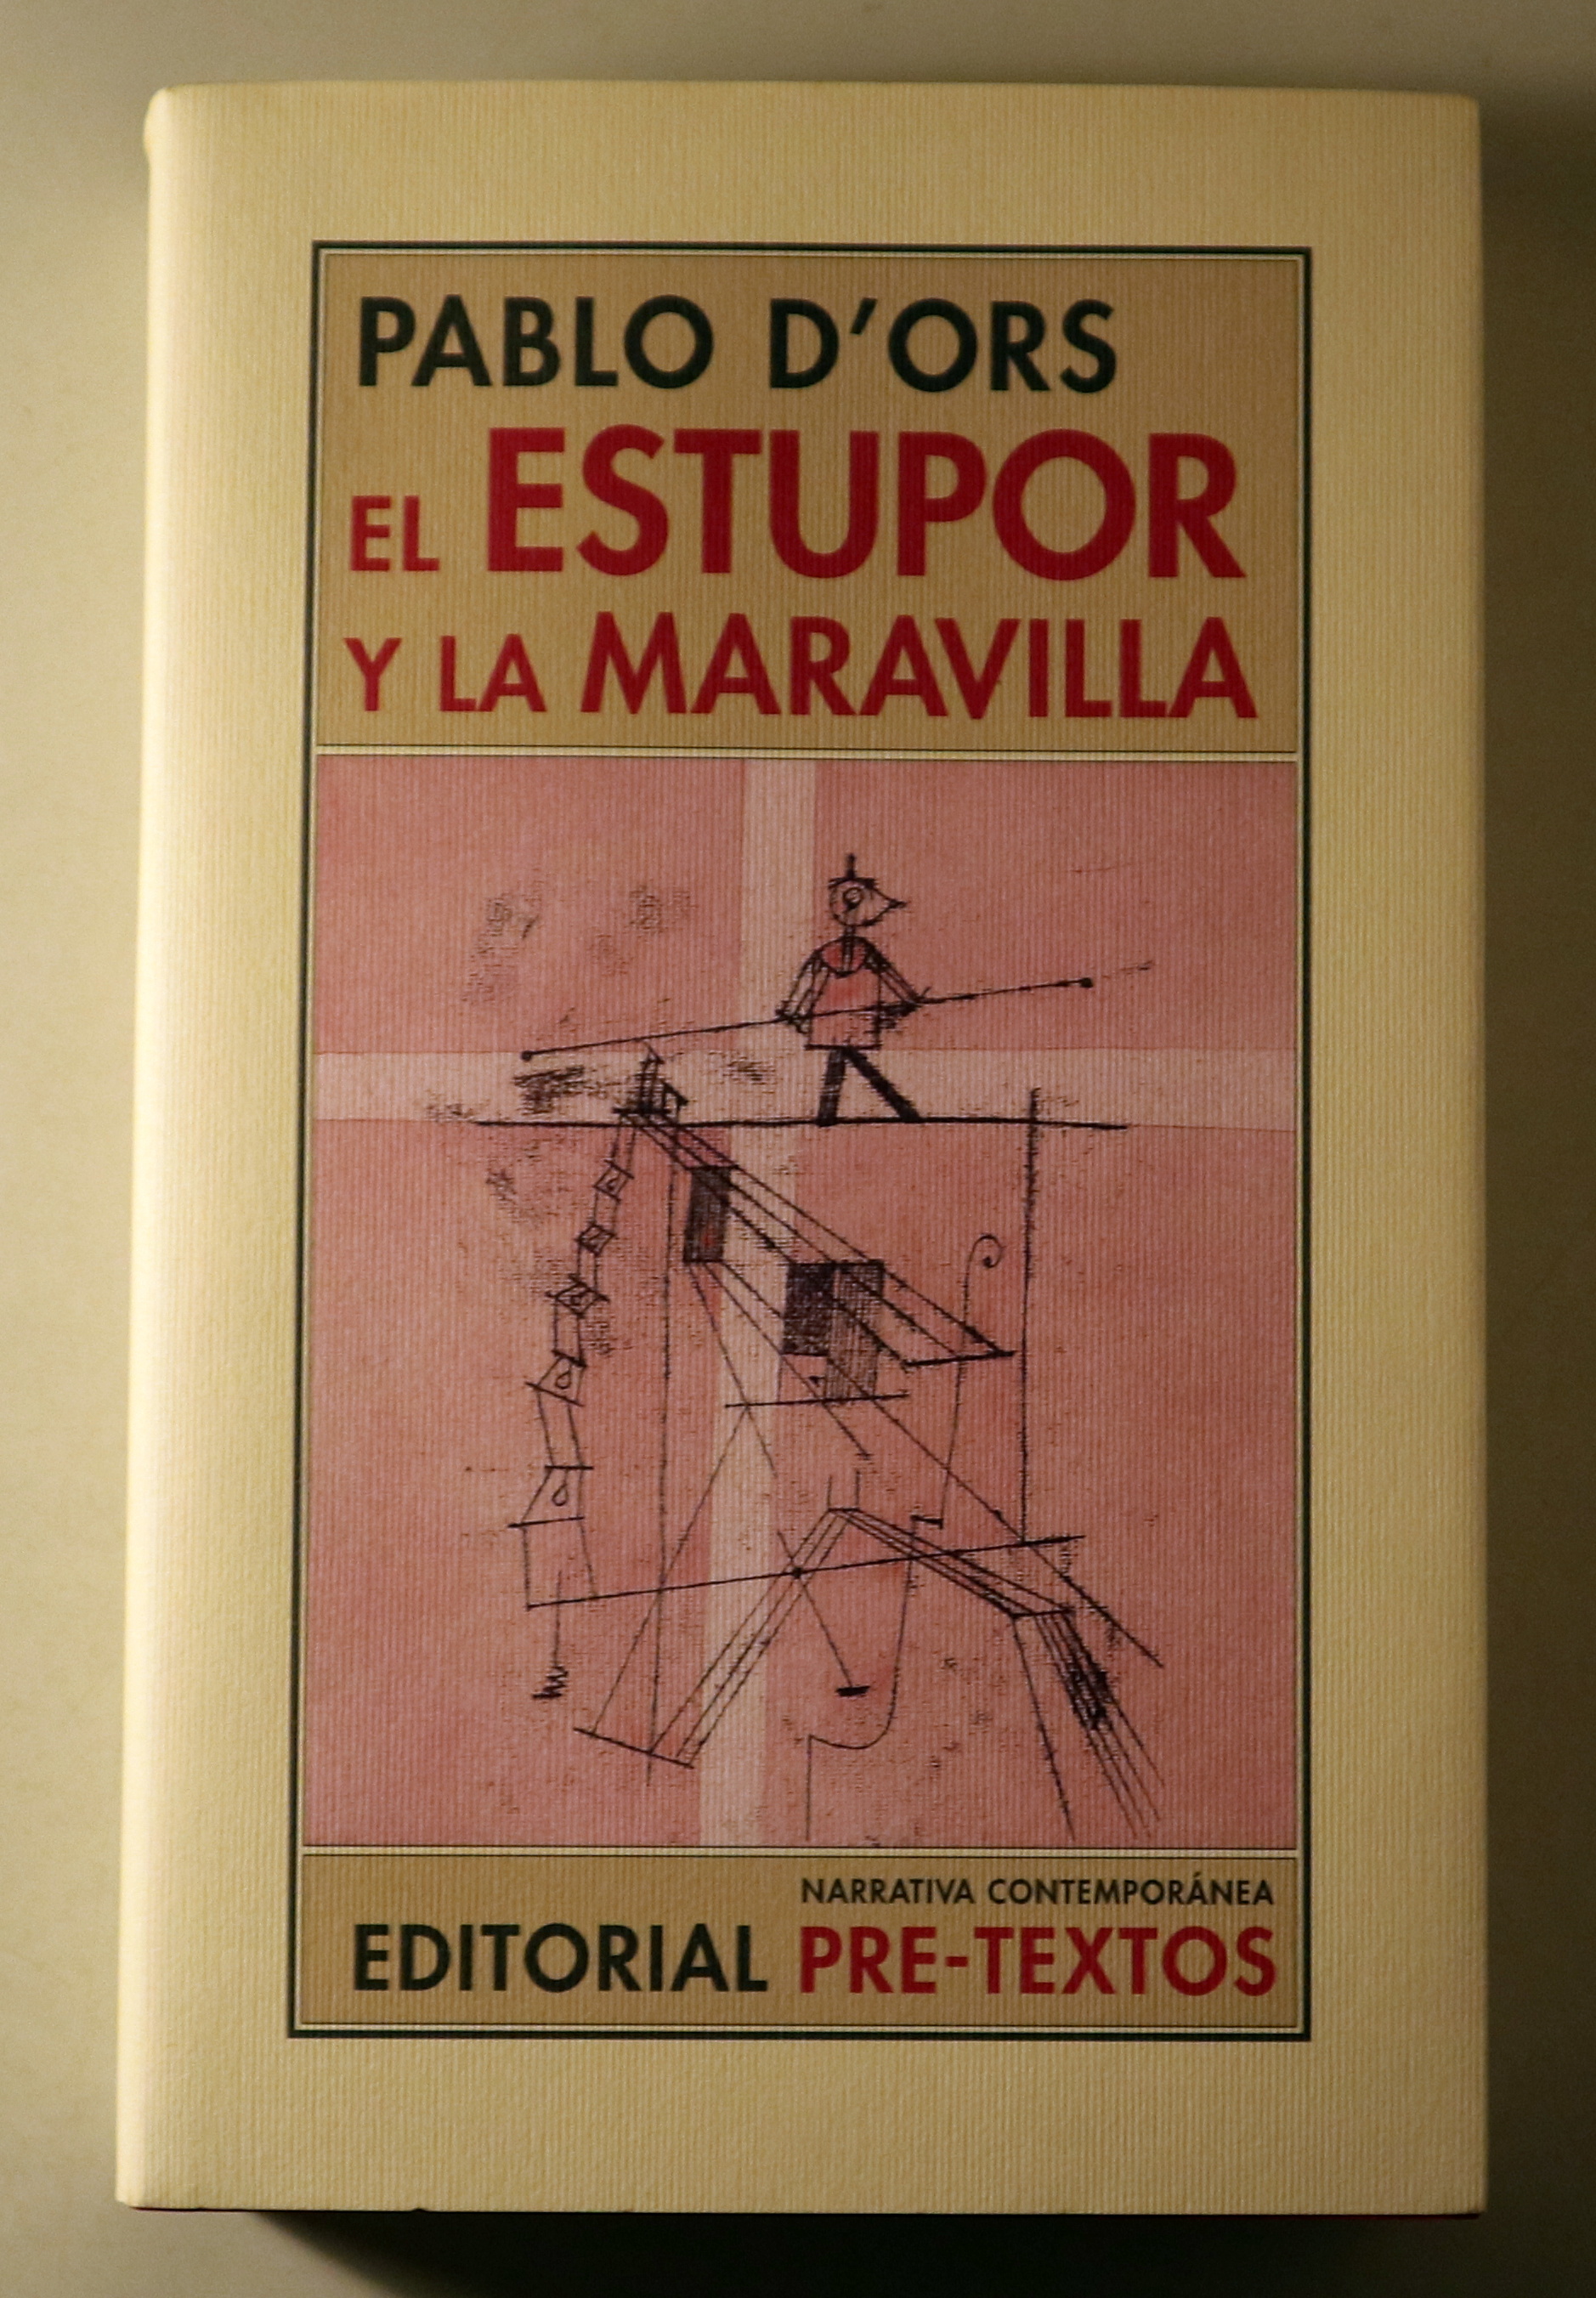 PABLO D'ORS
EL ESTUPOR
Y LA MARAVILLA
NARRATIVA CONTEMPORÁNEA
EDITORIAL PRE-TEXTOS